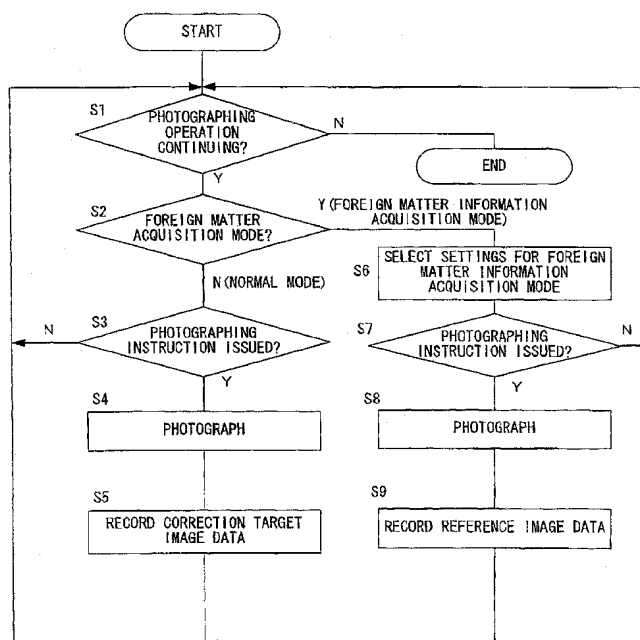 START
S1
PHOTOGRAPHING
OPERATION
CONTINUING?
N
END
Y
S2
FOREIGN MATTER
ACQUISITION MODE?
Y(FOREIGN MATTER INFORMATION
ACQUISITION MODE)
N(NORMAL MODE)
S6
SELECT SETTINGS FOR FOREIGN
MATTER INFORMATION
ACQUISITION MODE
N
S3
PHOTOGRAPHING
INSTRUCTION ISSUED?
Y
S7
PHOTOGRAPHING
INSTRUCTION ISSUED?
N
Y
S4
PHOTOGRAPH
S8
PHOTOGRAPH
S5
RECORD CORRECTION TARGET
IMAGE DATA
S9
RECORD REFERENCE IMAGE DATA